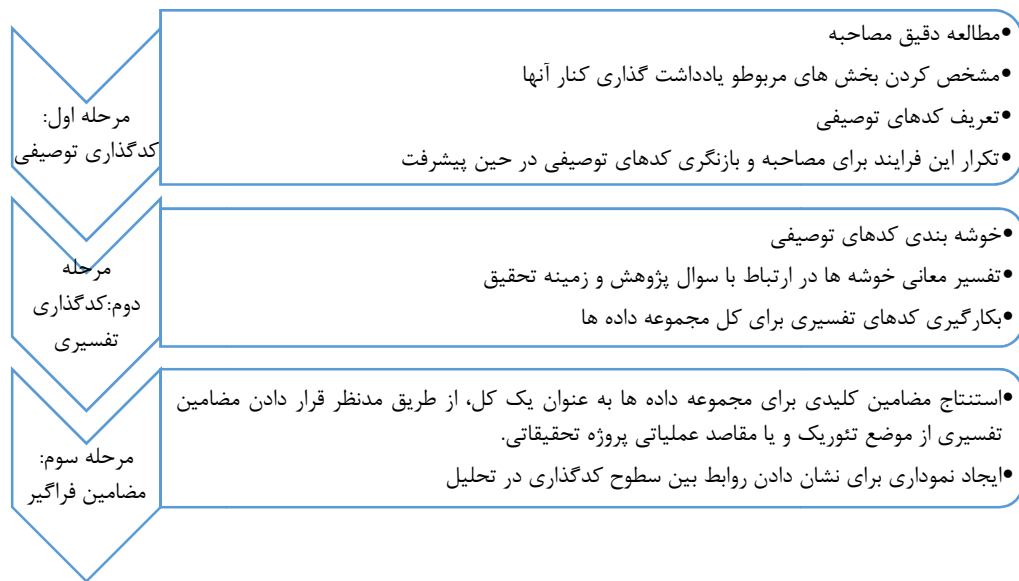 مرحله اول:
کدگذاری توصیفی
•مطالعه دقیق مصاحبه
•مشخص کردن بخش های مربوطو یادداشت گذاری کنار آنها
•تعریف کدهای توصیفی
•تکرار این فرایند برای مصاحبه و بازنگری کدهای توصیفی در حین پیشرفت
مرحله
دوم:کدگذاری
تفسیری
•خوشه بندی کدهای توصیفی
•تفسیر معانی خوشه ها در ارتباط با سوال پژوهش و زمینه تحقیق
•بکارگیری کدهای تفسیری برای کل مجموعه داده ها
مرحله سوم:
مضامین فراگیر
•استنتاج مضامین کلیدی برای مجموعه داده ها به عنوان یک کل، از طریق مدنظر قرار دادن مضامین
تفسیری از موضع تئوریک و یا مقاصد عملیاتی پروژه تحقیقاتی.
•ایجاد نموداری برای نشان دادن روابط بین سطوح کدگذاری در تحلیل